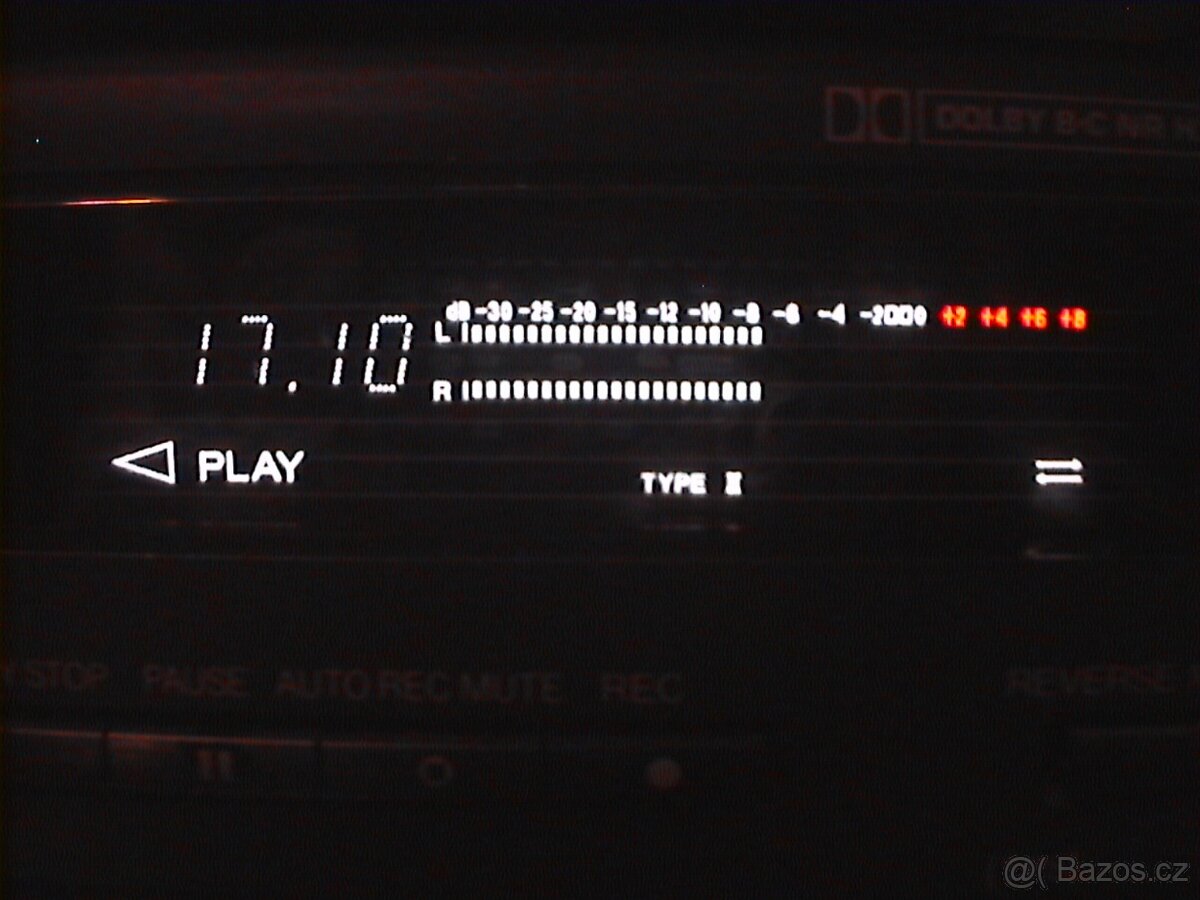 DOLBY B-C NR
dB -30 -25 -20 -15 -12 -10 -8 -6 -4 -2 0 +2 +4 +6 +8
17.10
L
R
PLAY
TYPE II
STOP PAUSE AUTO REC MUTE REC REVERSE
@( Bazos.cz